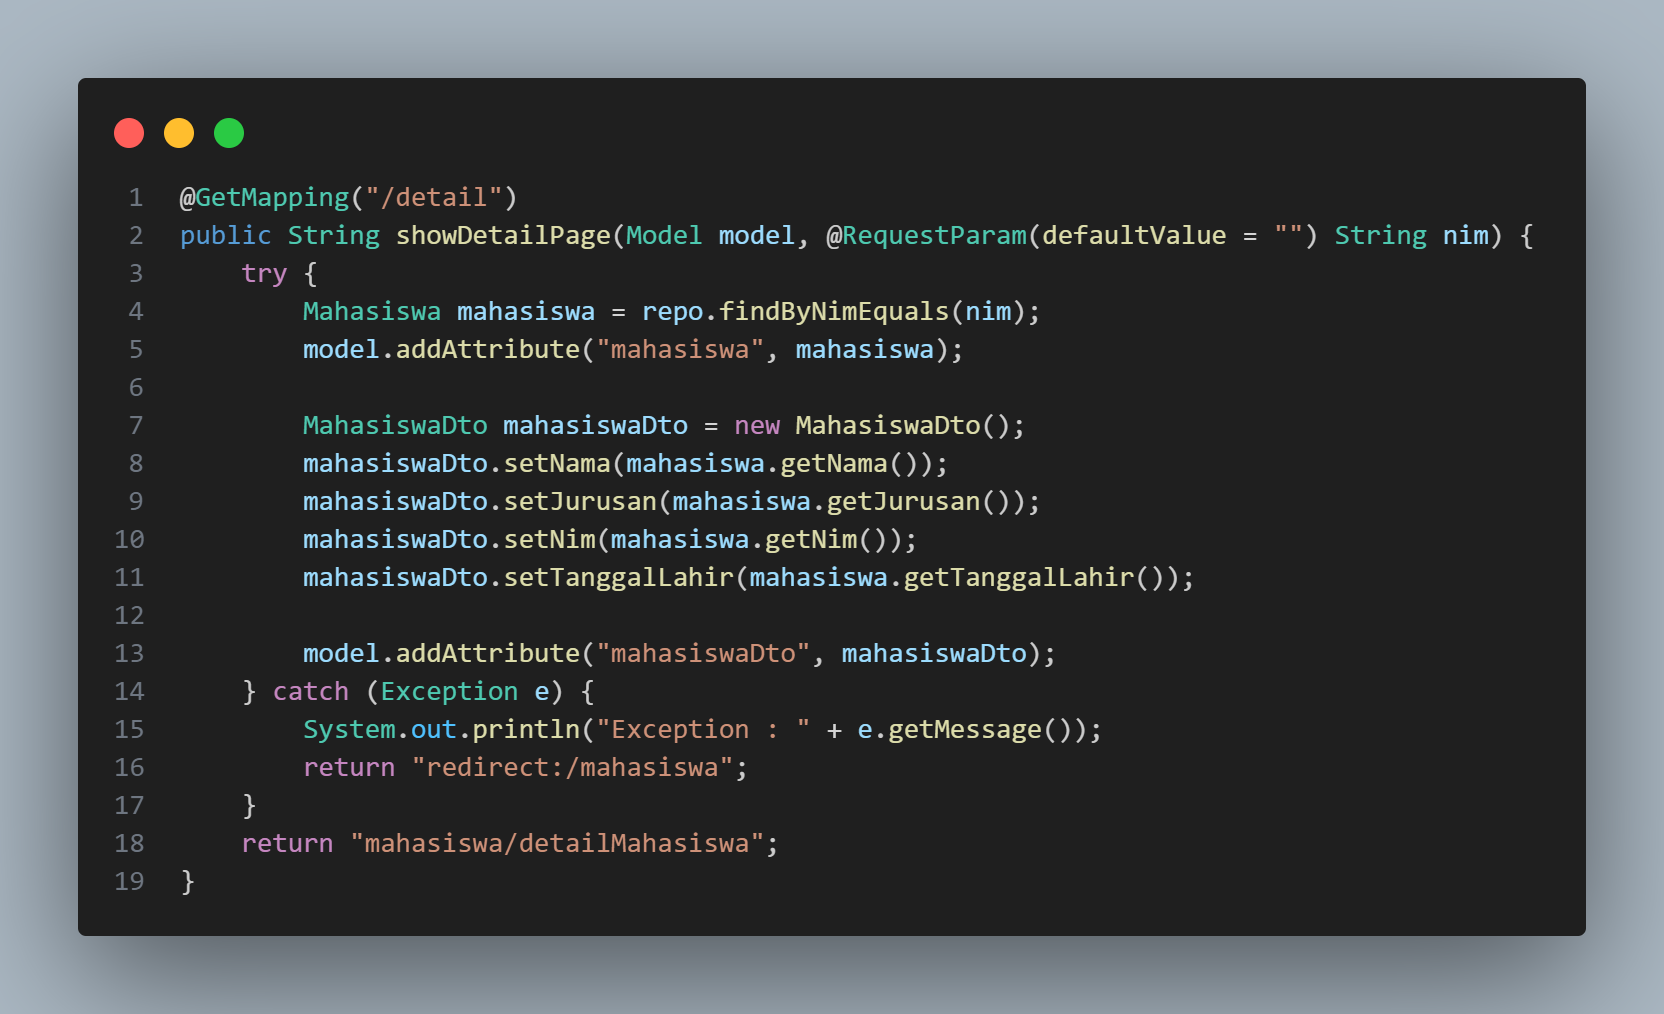 1 @GetMapping("/detail")
2 public String showDetailPage(Model model, @RequestParam(defaultValue = "") String nim) {
3     try {
4         Mahasiswa mahasiswa = repo.findByNimEquals(nim);
5         model.addAttribute("mahasiswa", mahasiswa);
6
7         MahasiswaDto mahasiswaDto = new MahasiswaDto();
8         mahasiswaDto.setNama(mahasiswa.getNama());
9         mahasiswaDto.setJurusan(mahasiswa.getJurusan());
10         mahasiswaDto.setNim(mahasiswa.getNim());
11         mahasiswaDto.setTanggalLahir(mahasiswa.getTanggalLahir());
12
13         model.addAttribute("mahasiswaDto", mahasiswaDto);
14     } catch (Exception e) {
15         System.out.println("Exception : " + e.getMessage());
16         return "redirect:/mahasiswa";
17     }
18     return "mahasiswa/detailMahasiswa";
19 }